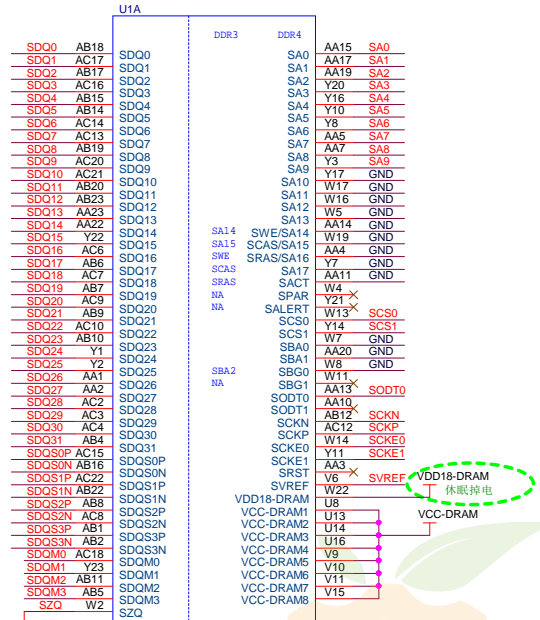 U1A
DDR3 DDR4
SDQ0 AB18 SDQ0 SA0 AA15 SA0
SDQ1 AC17 SDQ1 SA1 AA17 SA1
SDQ2 AB17 SDQ2 SA2 AA19 SA2
SDQ3 AC16 SDQ3 SA3 Y20 SA3
SDQ4 AB15 SDQ4 SA4 Y16 SA4
SDQ5 AB14 SDQ5 SA5 Y10 SA5
SDQ6 AC14 SDQ6 SA6 Y8 SA6
SDQ7 AC13 SDQ7 SA7 AA5 SA7
SDQ8 AB19 SDQ8 SA8 AA7 SA8
SDQ9 AC20 SDQ9 SA9 Y3 SA9
SDQ10 AC21 SDQ10 SA10 Y17 GND
SDQ11 AB20 SDQ11 SA11 W17 GND
SDQ12 AB23 SDQ12 SA12 W16 GND
SDQ13 AA23 SDQ13 SA13 W5 GND
SDQ14 AA22 SDQ14 SA14 SWE/SA14 AA14 GND
SDQ15 Y22 SDQ15 SA15 SCAS/SA15 W19 GND
SDQ16 AC6 SDQ16 SWE SRAS/SA16 AA4 GND
SDQ17 AB6 SDQ17 SCAS SA17 Y7 GND
SDQ18 AC7 SDQ18 SRAS SACT AA11 GND
SDQ19 AB7 SDQ19 NA SPAR W4
SDQ20 AC9 SDQ20 NA SALERT Y21
SDQ21 AB9 SDQ21 SCS0 W13 SCS0
SDQ22 AC10 SDQ22 SCS1 Y14 SCS1
SDQ23 AB10 SDQ23 SBA0 W7 GND
SDQ24 Y1 SDQ24 SBA1 AA20 GND
SDQ25 Y2 SDQ25 SBA2 SBG0 W8 GND
SDQ26 AA1 SDQ26 NA SBG1 W11
SDQ27 AA2 SDQ27 SODT0 AA13 SODT0
SDQ28 AC2 SDQ28 SODT1 AA10
SDQ29 AC3 SDQ29 SCKN AB12 SCKN
SDQ30 AC4 SDQ30 SCKP AC12 SCKP
SDQ31 AB4 SDQ31 SCKE0 W14 SCKE0
SDQS0P AC15 SDQS0P SCKE1 Y11 SCKE1
SDQS0N AB16 SDQS0N SRST AA3
SDQS1P AC22 SDQS1P SVREF V6 SVREF VDD18-DRAM
SDQS1N AB22 SDQS1N VDD18-DRAM W22 休眠掉电
SDQS2P AB8 SDQS2P VCC-DRAM1 U8
SDQS2N AC8 SDQS2N VCC-DRAM2 U13 VCC-DRAM
SDQS3P AB1 SDQS3P VCC-DRAM3 U14
SDQS3N AB2 SDQS3N VCC-DRAM4 U16
SDQM0 AC18 SDQM0 VCC-DRAM5 V9
SDQM1 Y23 SDQM1 VCC-DRAM6 V10
SDQM2 AB11 SDQM2 VCC-DRAM7 V11
SDQM3 AB5 SDQM3 VCC-DRAM8 V15
SZQ W2 SZQ